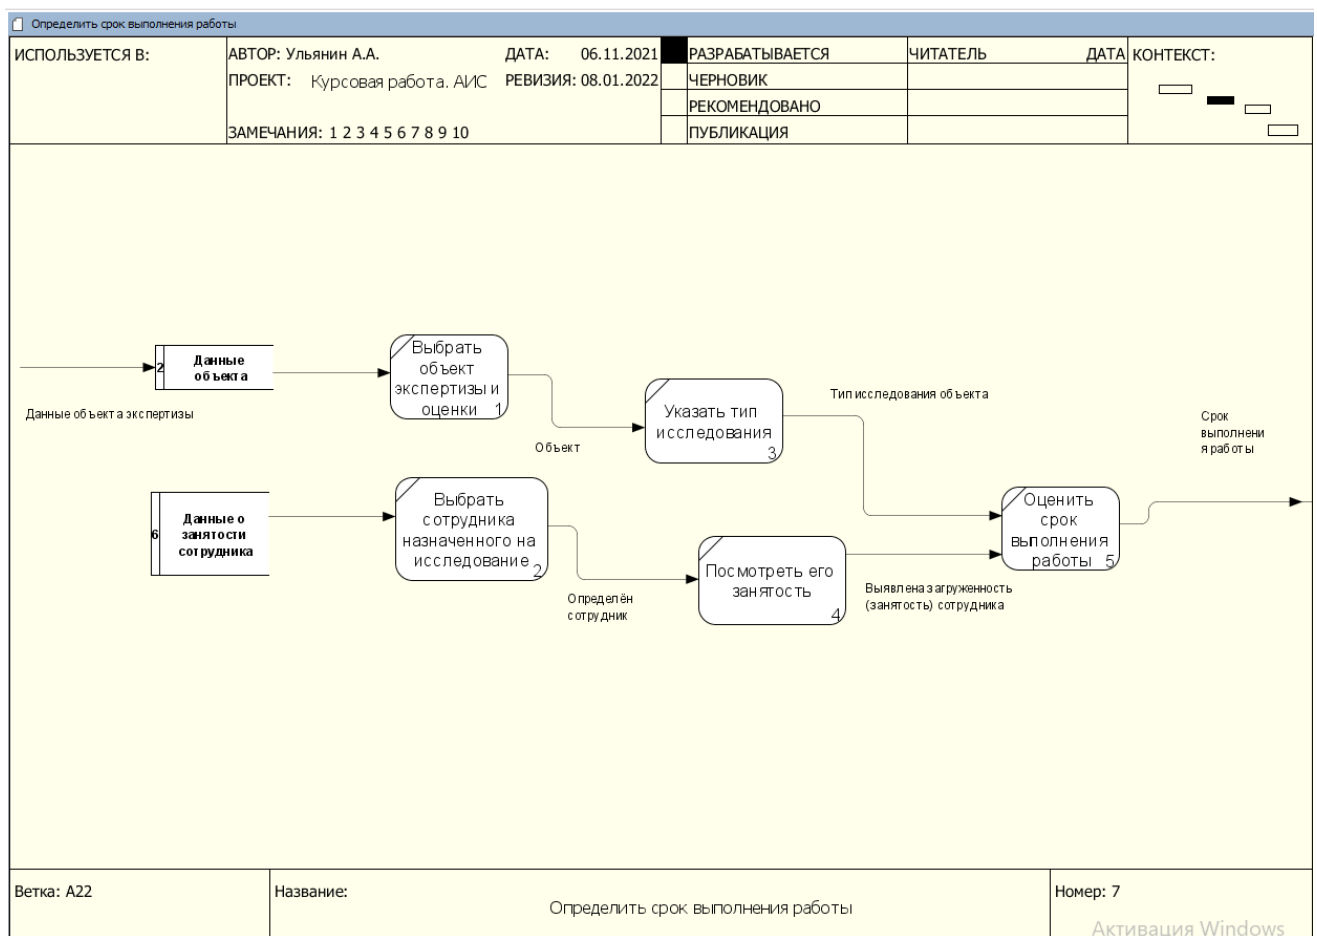 Определить срок выполнения работы
ИСПОЛЬЗУЕТСЯ В:
АВТОР: Ульянин А.А.
ДАТА: 06.11.2021
ПРОЕКТ: Курсовая работа. АИС
РЕВИЗИЯ: 08.01.2022
ЗАМЕЧАНИЯ: 1 2 3 4 5 6 7 8 9 10
РАЗРАБАТЫВАЕТСЯ
ЧЕРНОВИК
РЕКОМЕНДОВАНО
ПУБЛИКАЦИЯ
ЧИТАТЕЛЬ ДАТА
КОНТЕКСТ:
2
Данные
объекта
Данные объекта экспертизы
Выбрать
объект
экспертизы и
оценки 1
Объект
Указать тип
исследования
3
Тип исследования объекта
Срок
выполнени
я работы
6
Данные о
занятости
сотрудника
Выбрать
сотрудника
назначенного на
исследование 2
Определён
сотрудник
Посмотреть его
занятость
4
Выявлена загруженность
(занятость) сотрудника
Оценить
срок
выполнения
работы 5
Ветка: A22
Название:
Определить срок выполнения работы
Номер: 7
Активация Windows